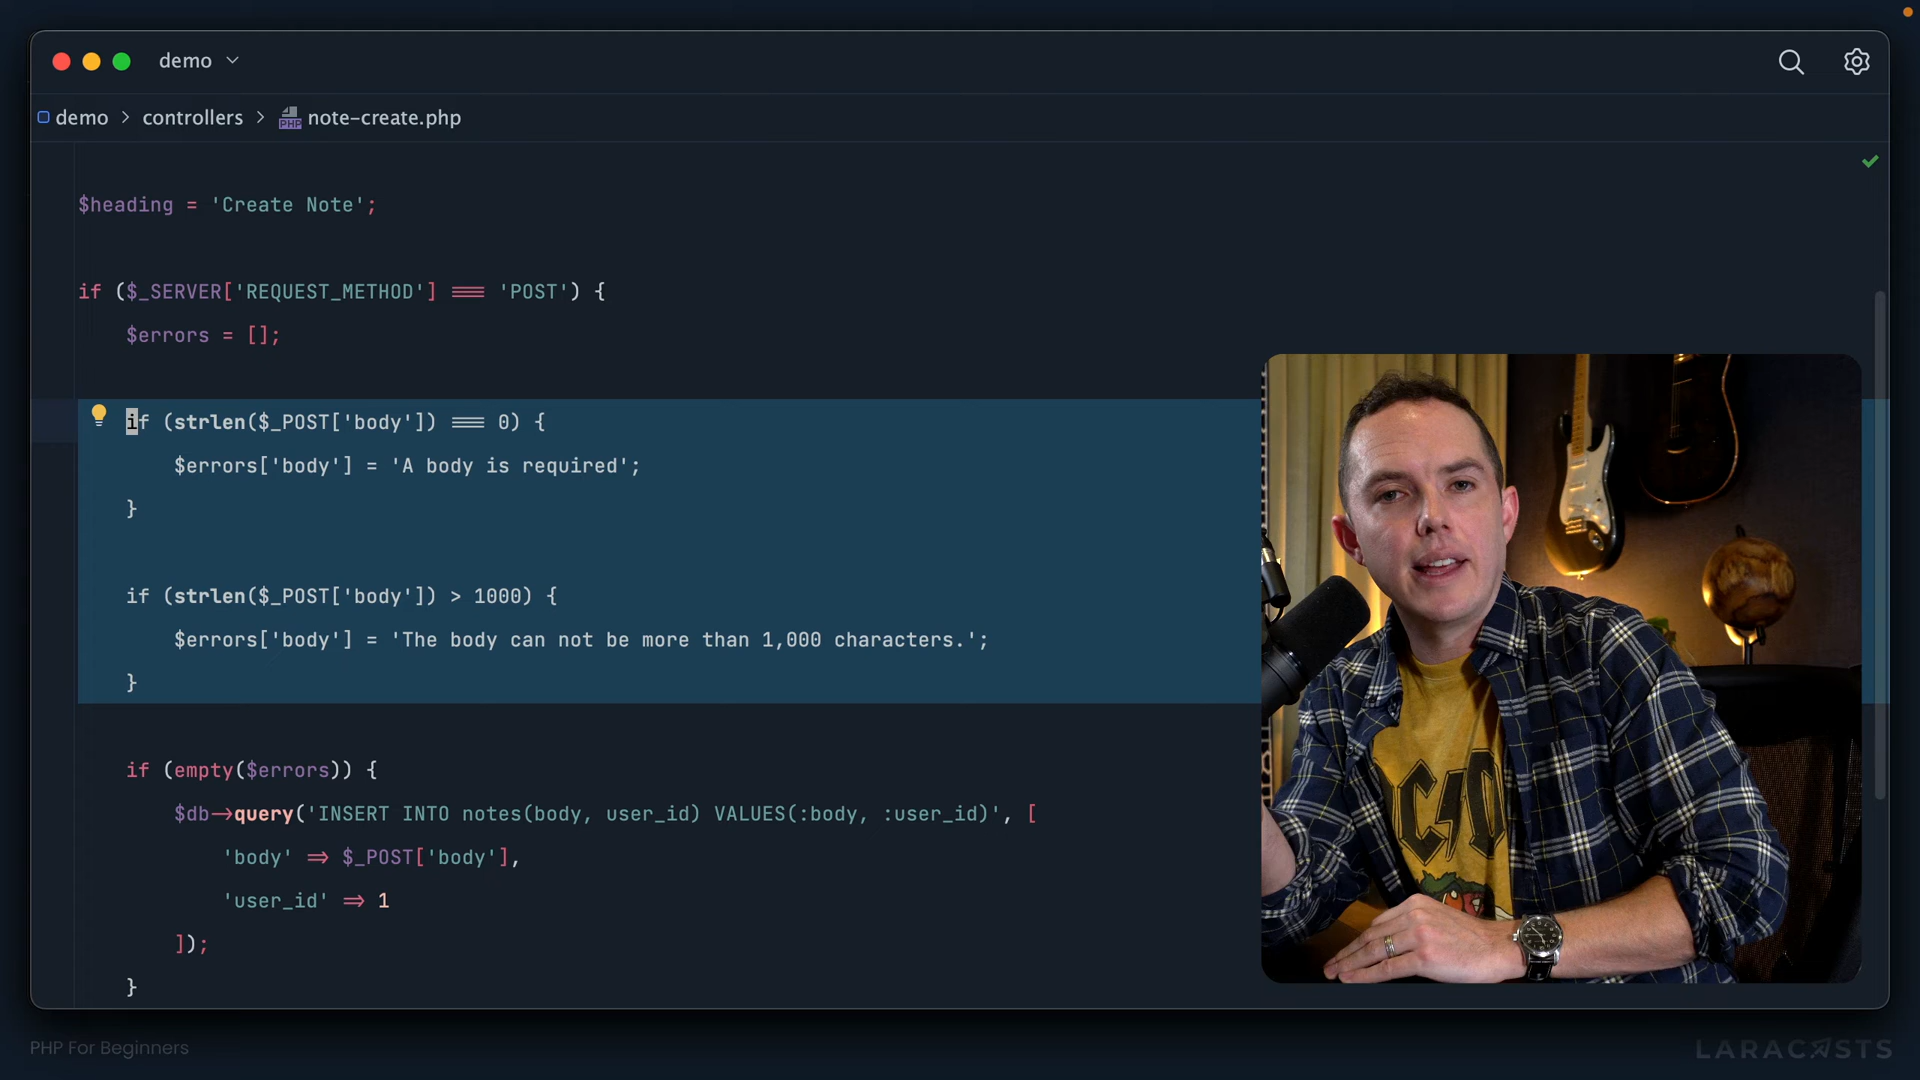 demo
demo > controllers > PHP note-create.php
$heading = 'Create Note';
if ($_SERVER['REQUEST_METHOD'] === 'POST') {
$errors = [];
if (strlen($_POST['body']) === 0) {
$errors['body'] = 'A body is required';
}
if (strlen($_POST['body']) > 1000) {
$errors['body'] = 'The body can not be more than 1,000 characters.';
}
if (empty($errors)) {
$db->query('INSERT INTO notes(body, user_id) VALUES(:body, :user_id)', [
'body' => $_POST['body'],
'user_id' => 1
]);
}
PHP For Beginners
LARACASTS